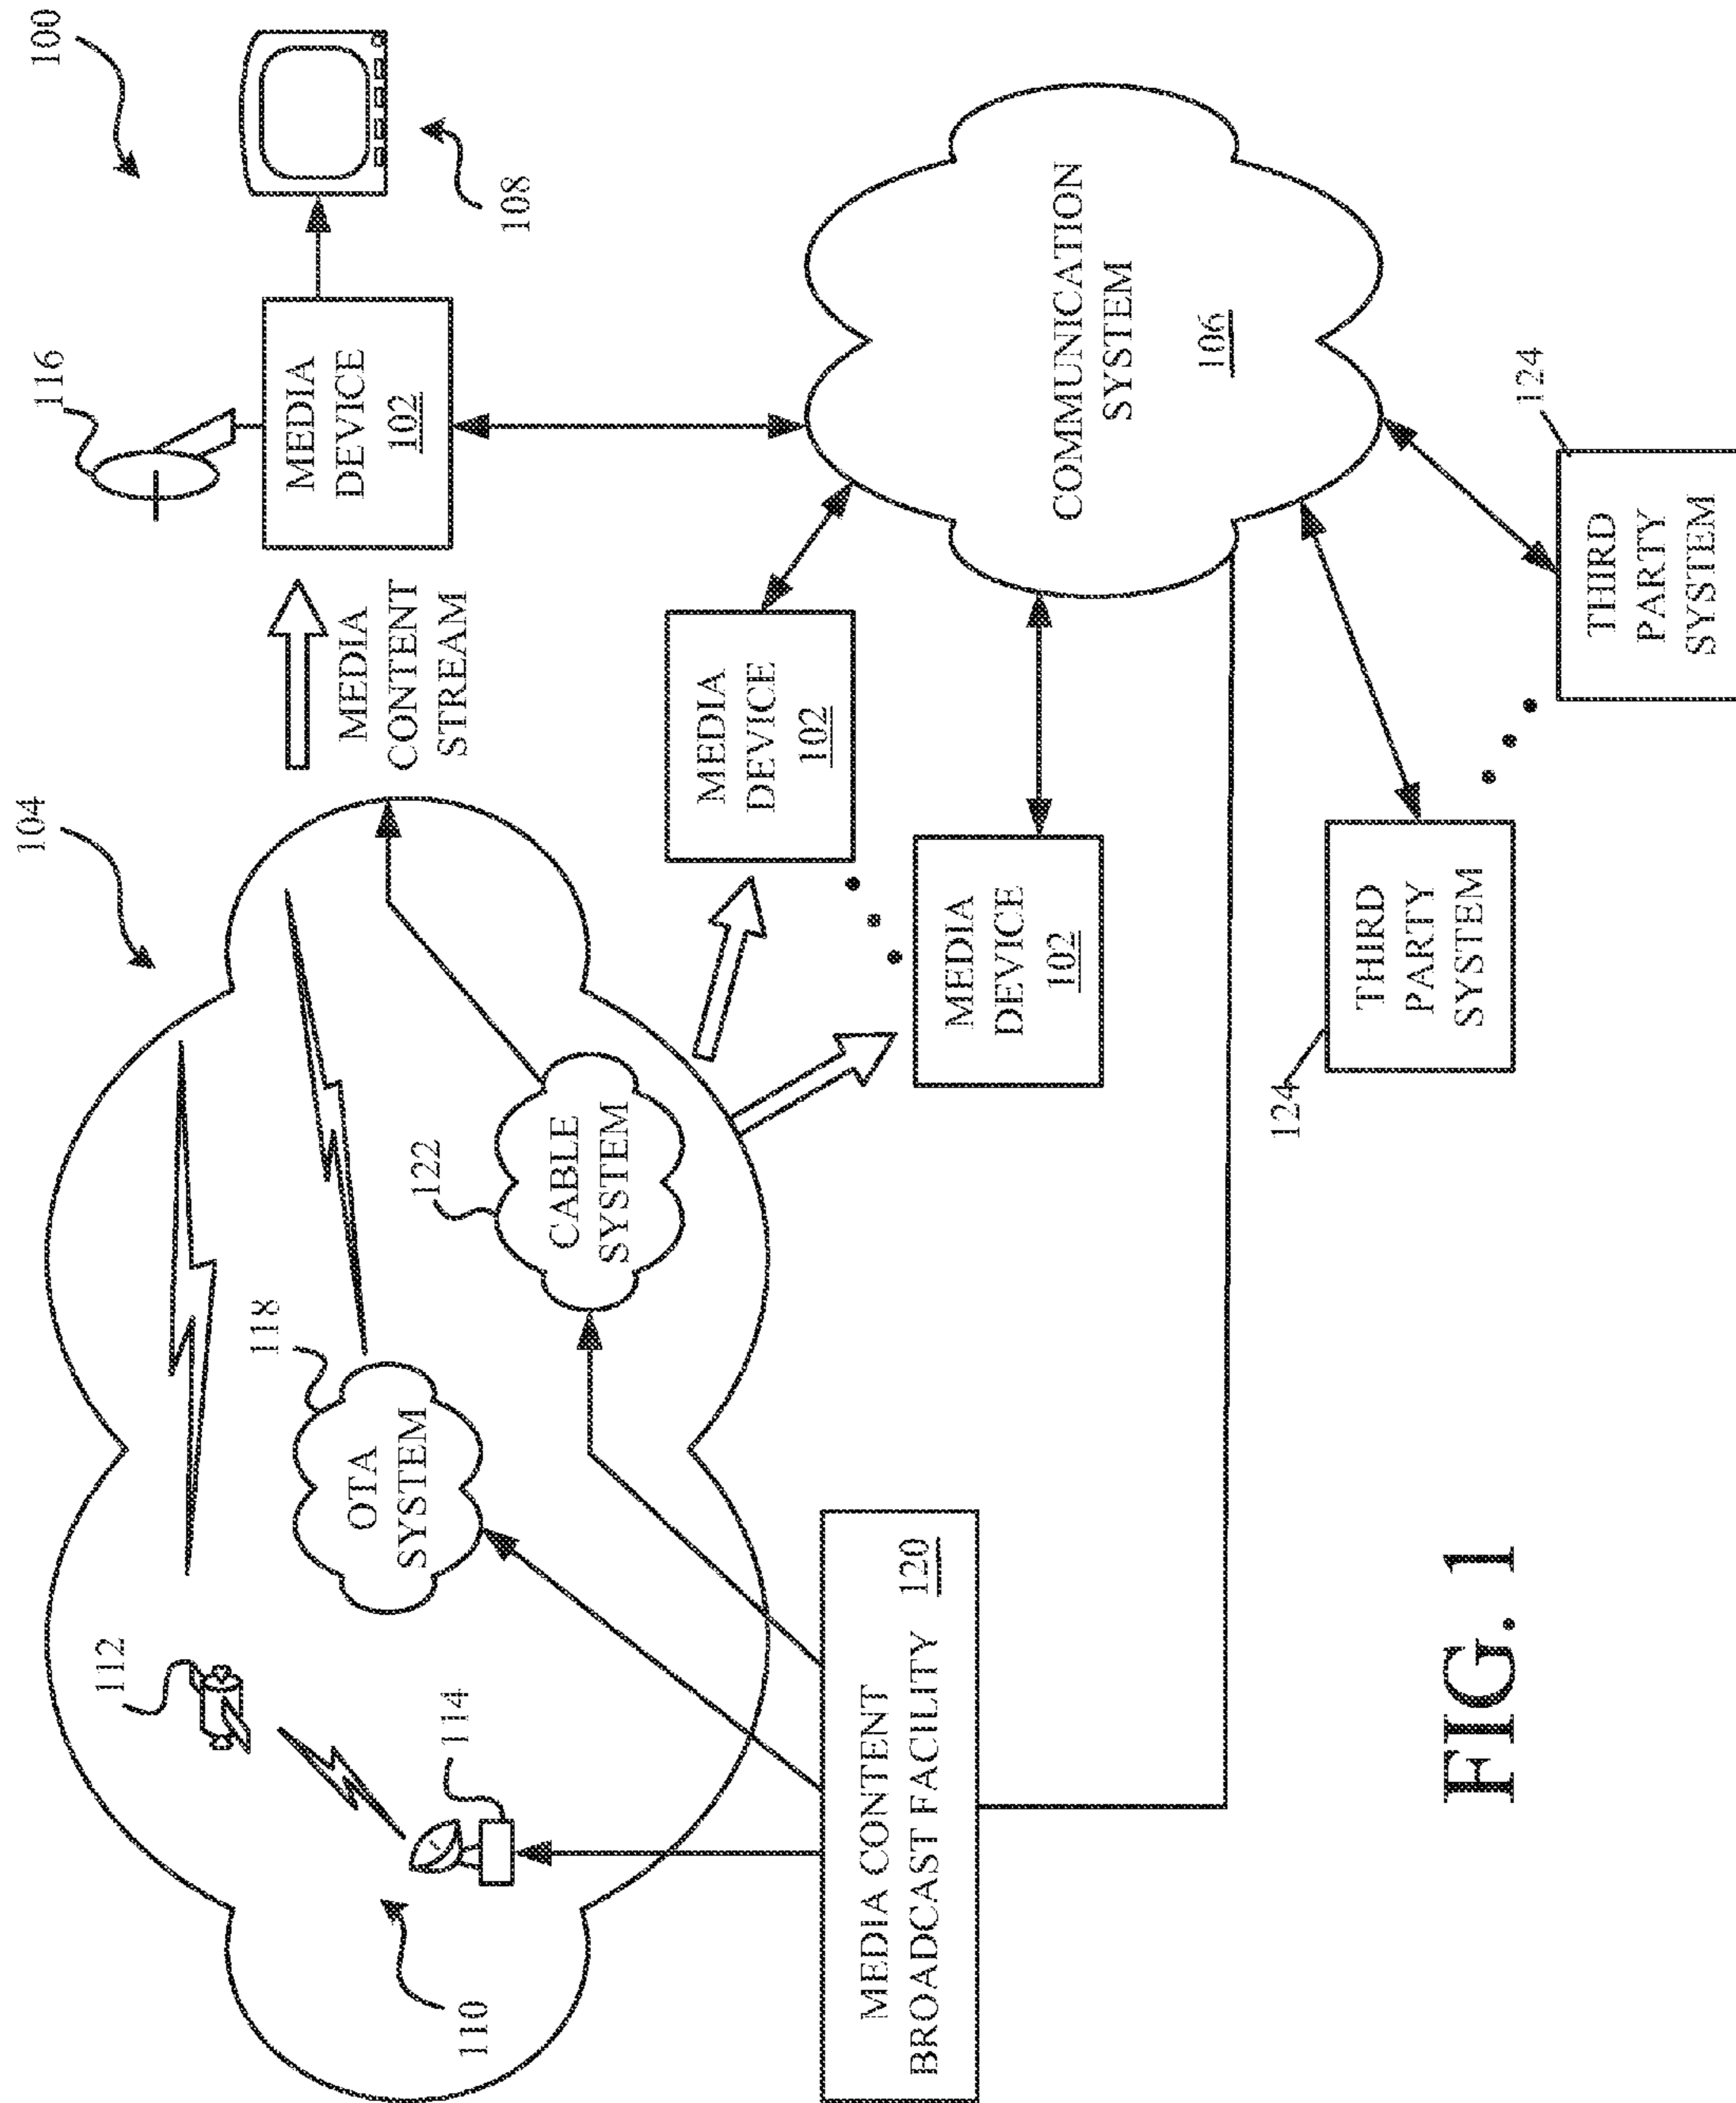 100
104
116
108
112
118
122
110
114
MEDIA
DEVICE
102
MEDIA
CONTENT
STREAM
OTA
SYSTEM
CABLE
SYSTEM
MEDIA
DEVICE
102
MEDIA
DEVICE
102
MEDIA CONTENT
BROADCAST FACILITY 120
COMMUNICATION
SYSTEM
106
124
THIRD
PARTY
SYSTEM
124
THIRD
PARTY
SYSTEM
FIG. 1